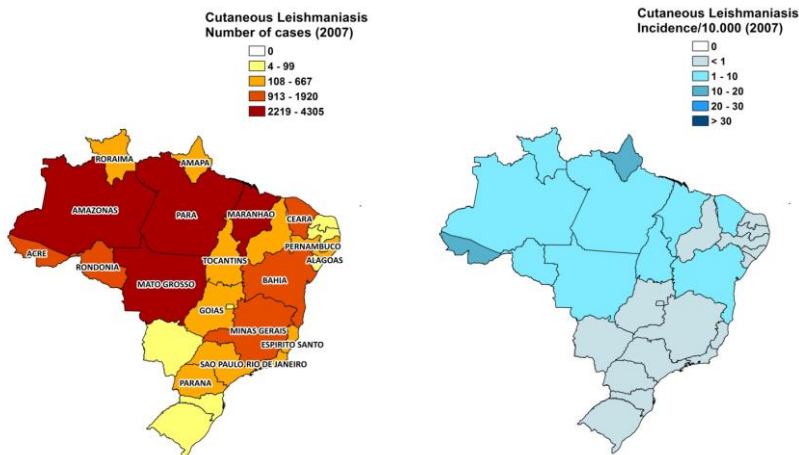 Cutaneous Leishmaniasis
Number of cases (2007)
0
4 - 99
108 - 667
913 - 1920
2219 - 4305
RORAIMA
AMAPA
AMAZONAS
PARA
MARANHAO
CEARA
ACRE
RONDONIA
TOCANTINS
PERNAMBUCO
ALAGOAS
MATO GROSSO
BAHIA
GOIAS
MINAS GERAIS
ESPIRITO SANTO
SAO PAULO
RIO DE JANEIRO
PARANA
Cutaneous Leishmaniasis
Incidence/10.000 (2007)
0
< 1
1 - 10
10 - 20
20 - 30
> 30